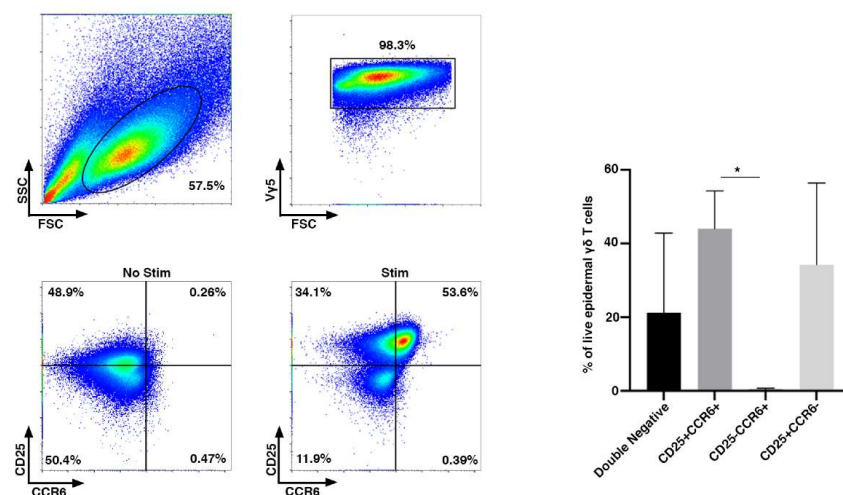 98.3%
SSC
57.5%
FSC
Vγ5
FSC
No Stim
48.9%
0.26%
CD25
50.4%
0.47%
CCR6
Stim
34.1%
53.6%
CD25
11.9%
0.39%
CCR6
% of live epidermal γδ T cells
60
40
20
0
*
Double Negative
CD25+CCR6+
CD25-CCR6+
CD25+CCR6-